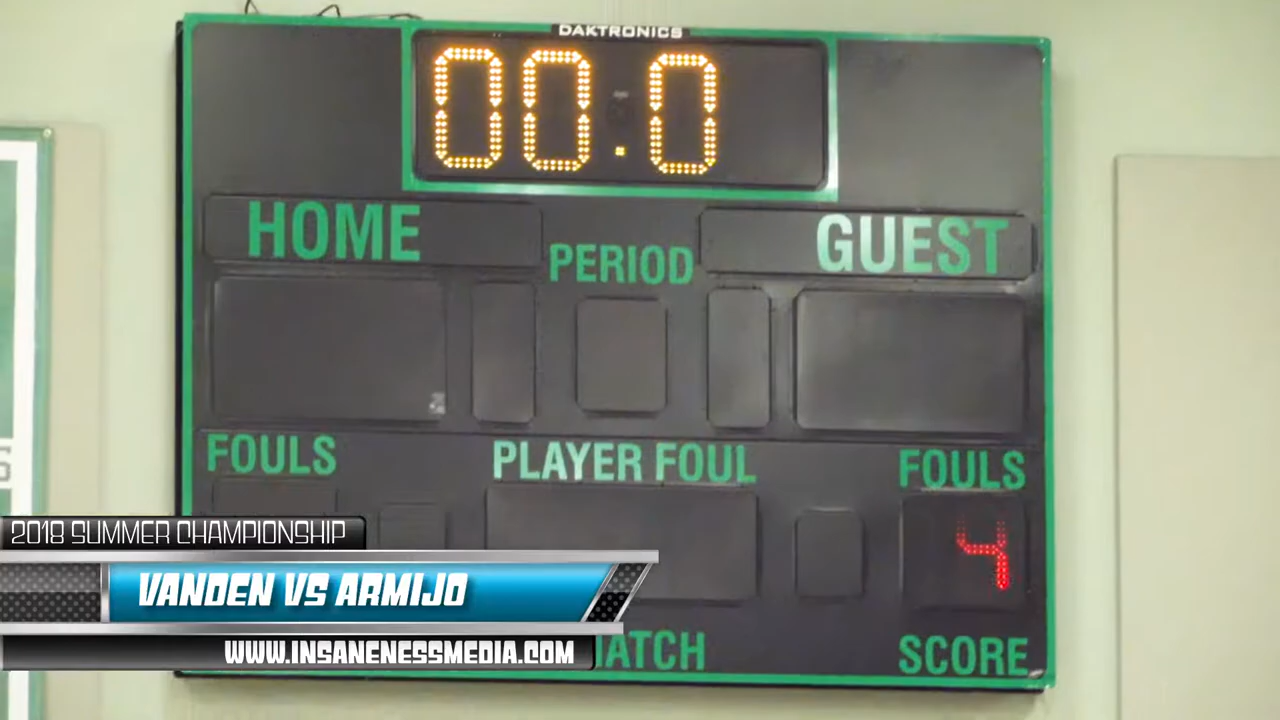 DAKTRONICS
00.0
HOME
GUEST
PERIOD
FOULS
PLAYER FOUL
FOULS
4
2018 SUMMER CHAMPIONSHIP
VANDEN VS ARMIJO
WWW.INSANENESSMEDIA.COM
ATCH
SCORE
S